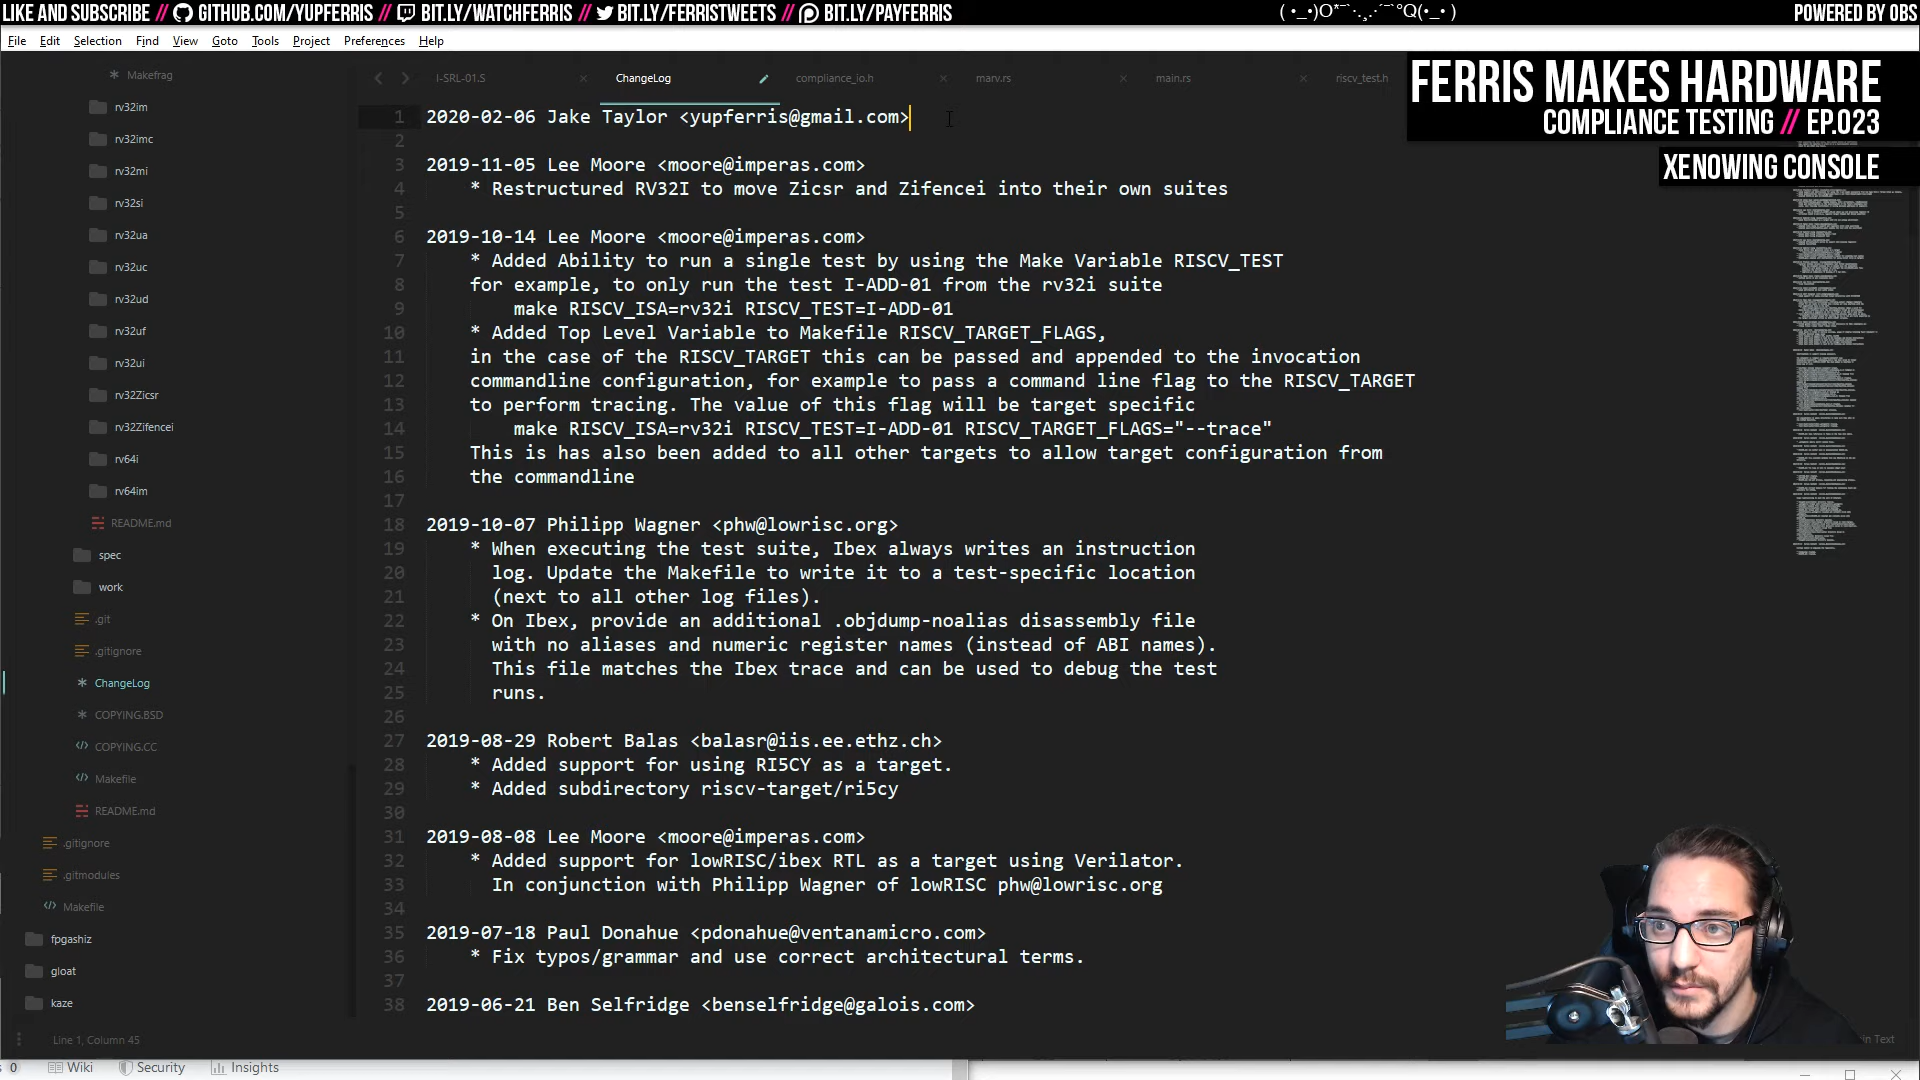 LIKE AND SUBSCRIBE // GITHUB.COM/YUPFERRIS // BIT.LY/WATCHFERRIS // BIT.LY/FERRISTWEETS // BIT.LY/PAYFERRIS
( •_•)O*¯`·.¸.·´¯`°Q(•_• )
POWERED BY OBS
File Edit Selection Find View Goto Tools Project Preferences Help
FERRIS MAKES HARDWARE
COMPLIANCE TESTING // EP.023
XENOWING CONSOLE
I-SRL-01.S ChangeLog compliance_io.h marv.rs main.rs riscv_test.h
Makefrag
rv32im
rv32imc
rv32mi
rv32si
rv32ua
rv32uc
rv32ud
rv32uf
rv32ui
rv32Zicsr
rv32Zifencei
rv64i
rv64im
README.md
spec
work
.git
.gitignore
ChangeLog
COPYING.BSD
COPYING.CC
Makefile
README.md
.gitignore
.gitmodules
Makefile
fpgashiz
gloat
kaze
1 2020-02-06 Jake Taylor <yupferris@gmail.com>
2
3 2019-11-05 Lee Moore <moore@imperas.com>
4 * Restructured RV32I to move Zicsr and Zifencei into their own suites
5
6 2019-10-14 Lee Moore <moore@imperas.com>
7 * Added Ability to run a single test by using the Make Variable RISCV_TEST
8 for example, to only run the test I-ADD-01 from the rv32i suite
9 make RISCV_ISA=rv32i RISCV_TEST=I-ADD-01
10 * Added Top Level Variable to Makefile RISCV_TARGET_FLAGS,
11 in the case of the RISCV_TARGET this can be passed and appended to the invocation
12 commandline configuration, for example to pass a command line flag to the RISCV_TARGET
13 to perform tracing. The value of this flag will be target specific
14 make RISCV_ISA=rv32i RISCV_TEST=I-ADD-01 RISCV_TARGET_FLAGS="--trace"
15 This is has also been added to all other targets to allow target configuration from
16 the commandline
17
18 2019-10-07 Philipp Wagner <phw@lowrisc.org>
19 * When executing the test suite, Ibex always writes an instruction
20 log. Update the Makefile to write it to a test-specific location
21 (next to all other log files).
22 * On Ibex, provide an additional .objdump-noalias disassembly file
23 with no aliases and numeric register names (instead of ABI names).
24 This file matches the Ibex trace and can be used to debug the test
25 runs.
26
27 2019-08-29 Robert Balas <balasr@iis.ee.ethz.ch>
28 * Added support for using RI5CY as a target.
29 * Added subdirectory riscv-target/ri5cy
30
31 2019-08-08 Lee Moore <moore@imperas.com>
32 * Added support for lowRISC/ibex RTL as a target using Verilator.
33 In conjunction with Philipp Wagner of lowRISC phw@lowrisc.org
34
35 2019-07-18 Paul Donahue <pdonahue@ventanamicro.com>
36 * Fix typos/grammar and use correct architectural terms.
37
38 2019-06-21 Ben Selfridge <benselfridge@galois.com>
Line 1, Column 45
in Text
0 Wiki Security Insights